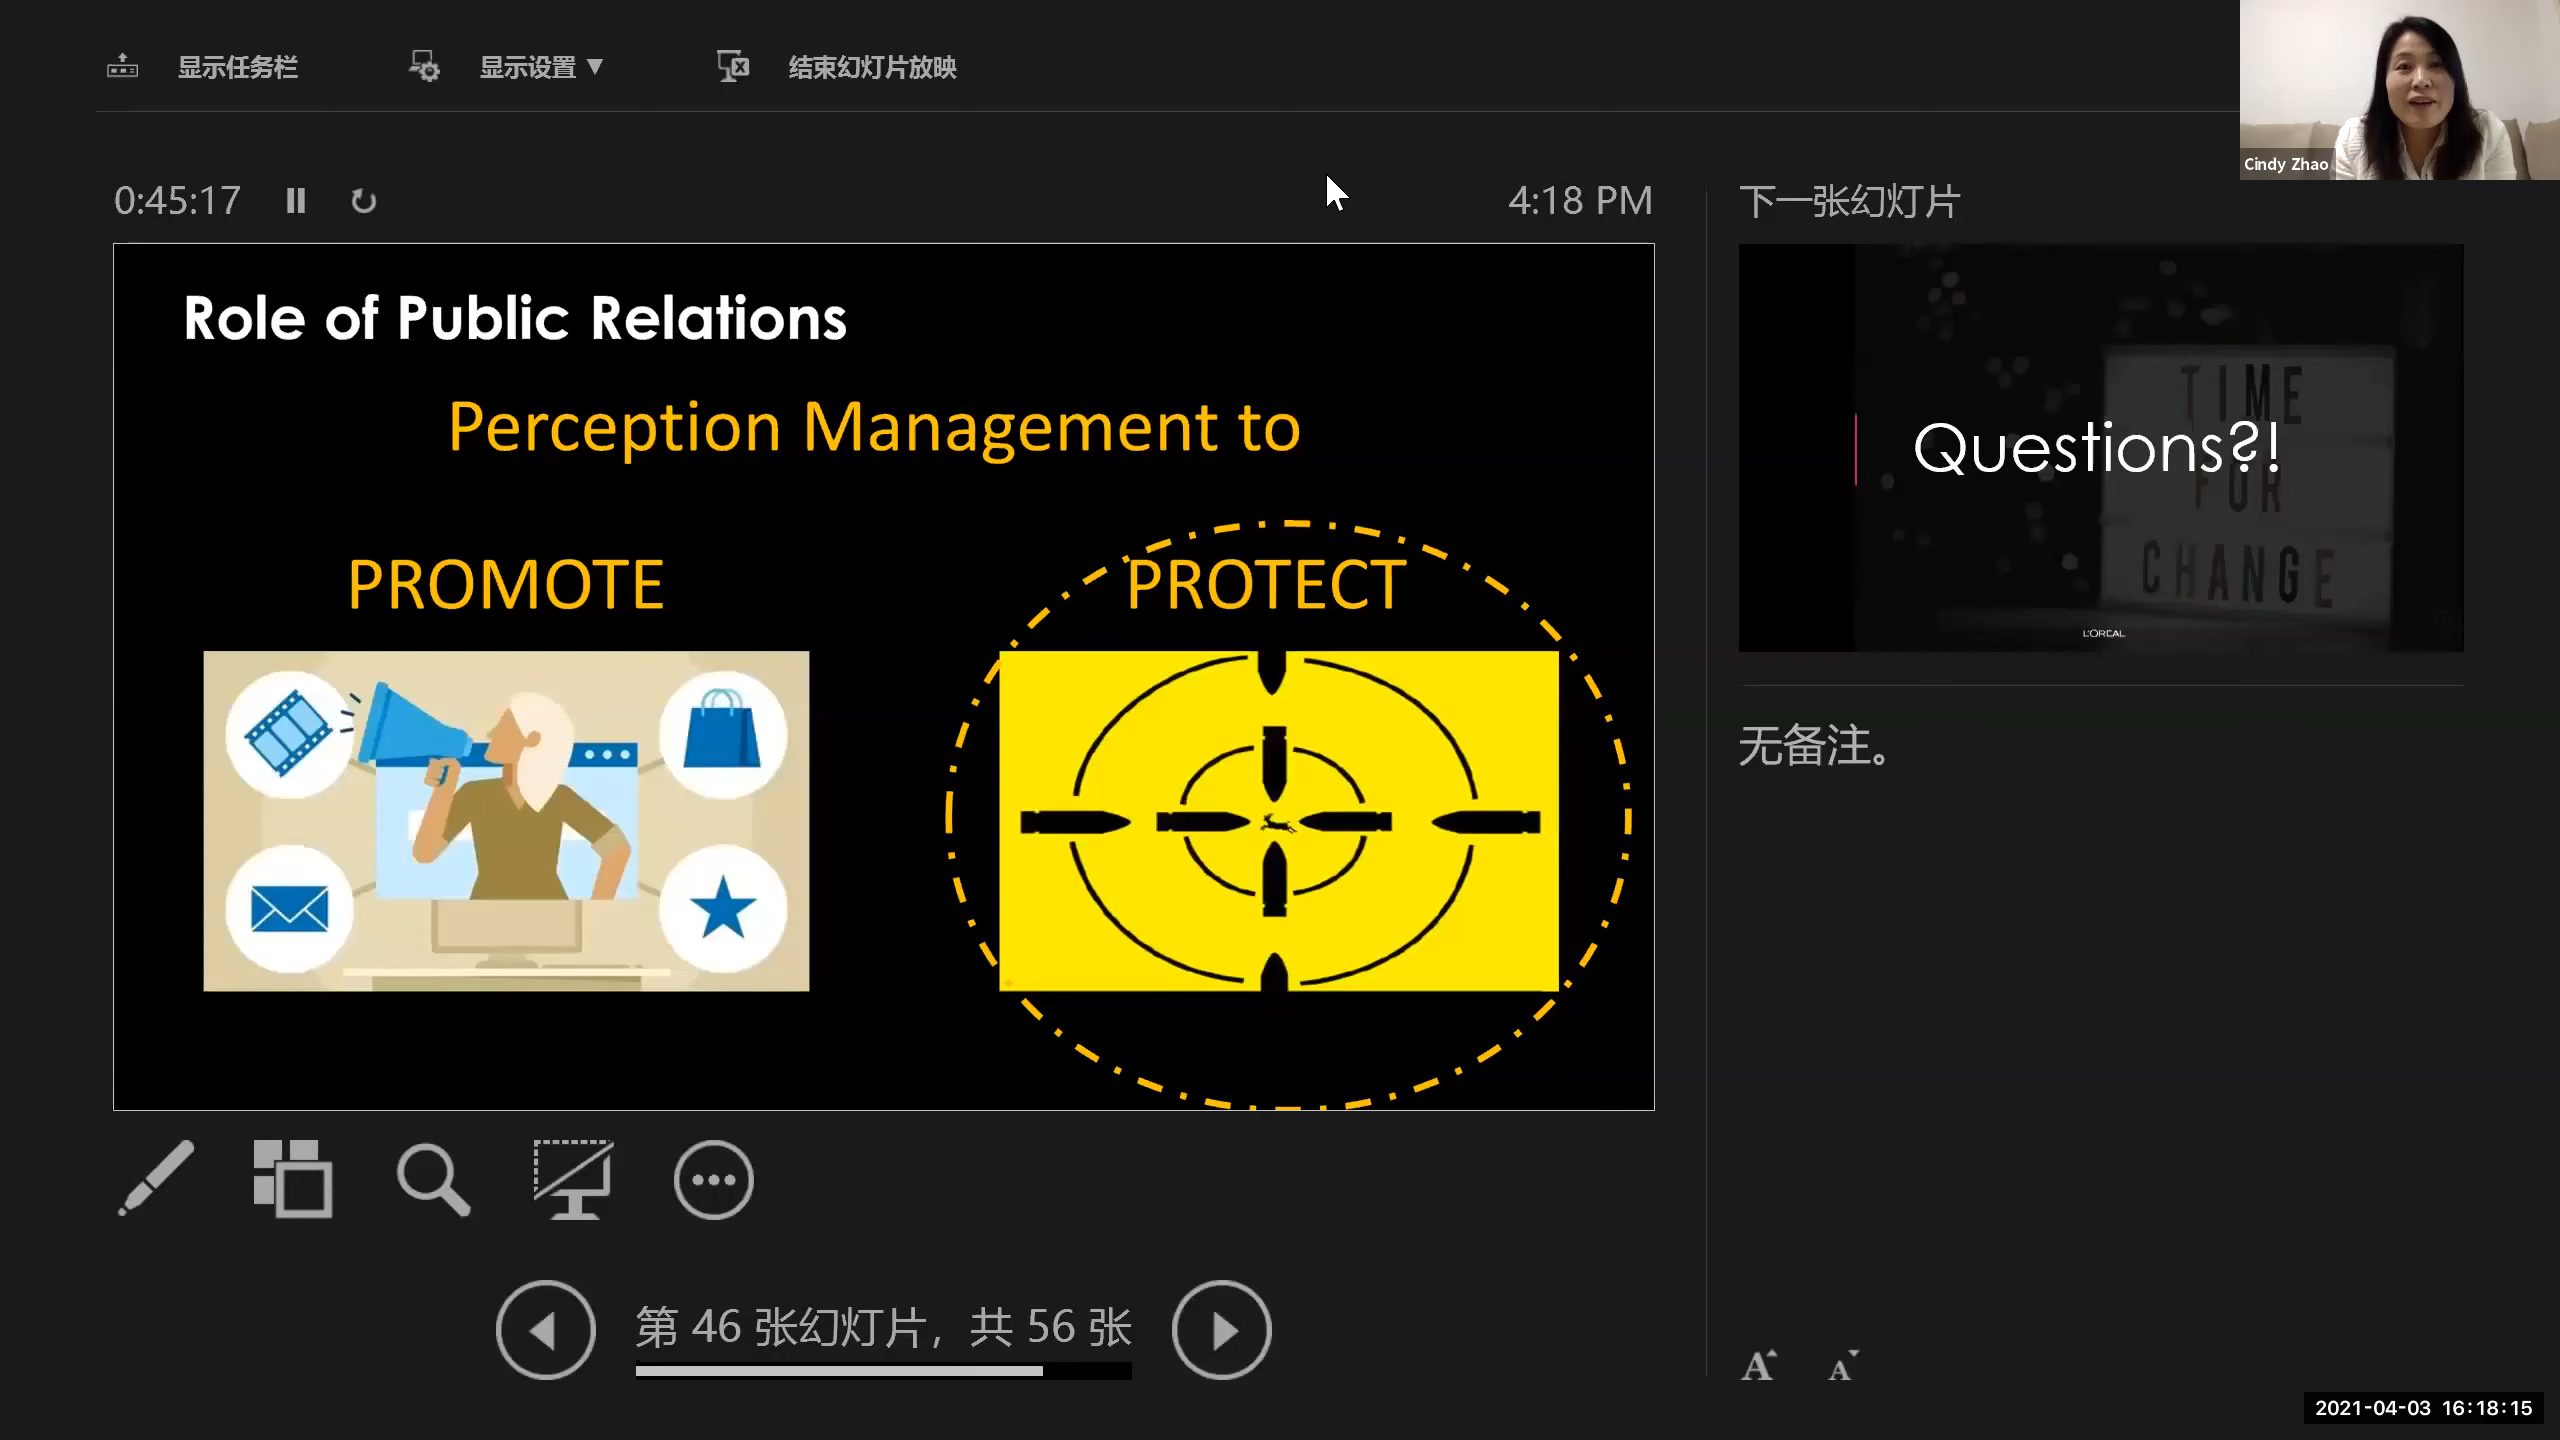 显示任务栏
显示设置 ▼
结束幻灯片放映
Cindy Zhao
0:45:17
4:18 PM
下一张幻灯片
Role of Public Relations
Perception Management to
PROMOTE
PROTECT
TIME
Questions?!
FOR
CHANGE
L'ORÉAL
无备注。
第 46 张幻灯片，共 56 张
A
A
2021-04-03 16:18:15